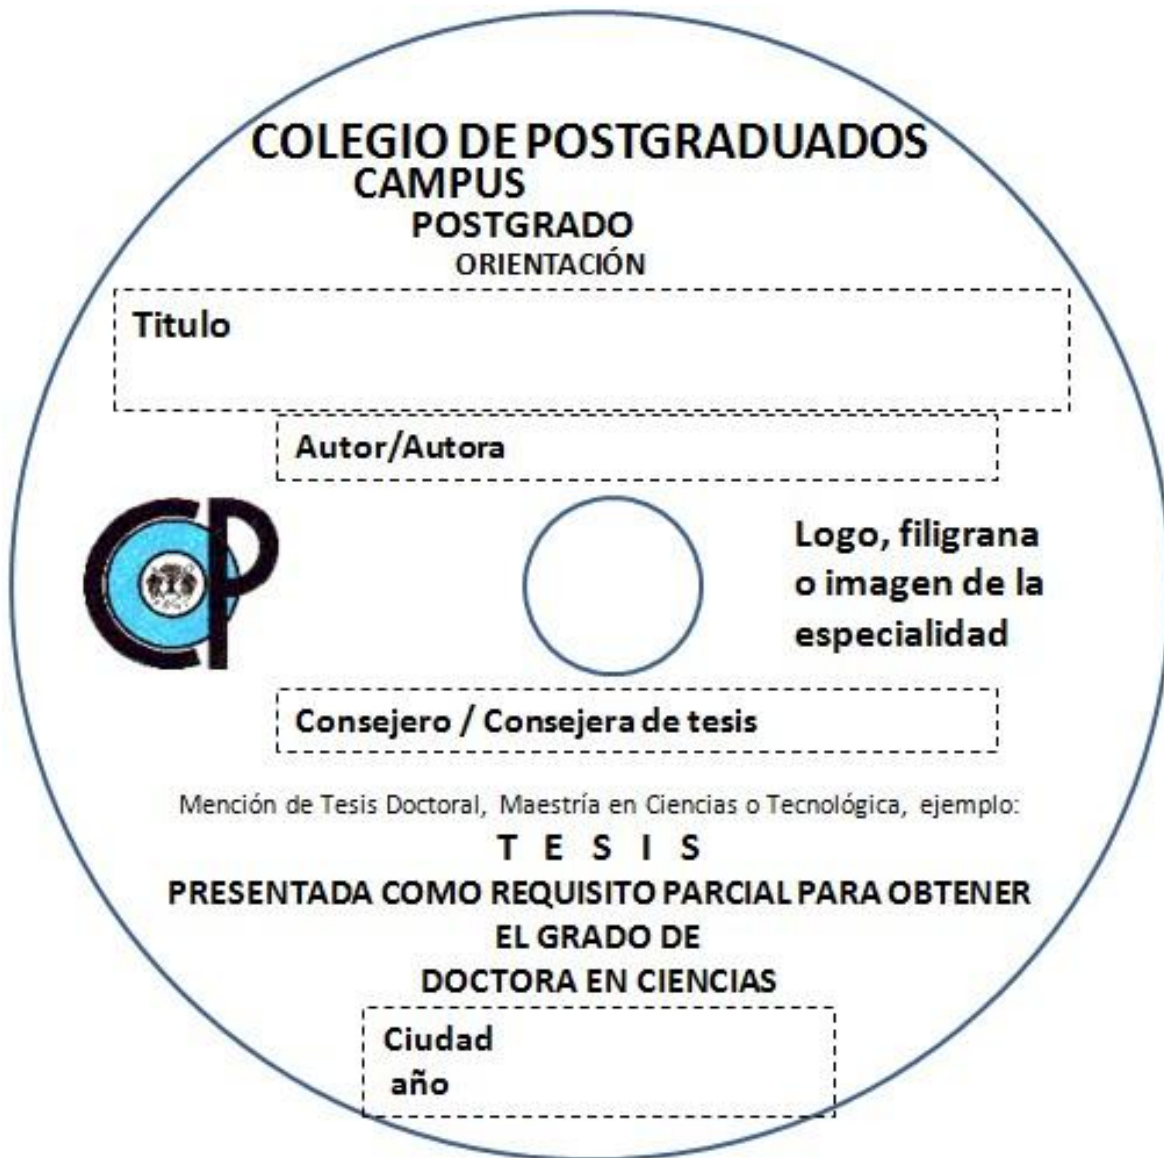 COLEGIO DE POSTGRADUADOS
CAMPUS
POSTGRADO
ORIENTACIÓN
Titulo
Autor/Autora
CP
Logo, filigrana
o imagen de la
especialidad
Consejero / Consejera de tesis
Mención de Tesis Doctoral, Maestría en Ciencias o Tecnológica, ejemplo:
T E S I S
PRESENTADA COMO REQUISITO PARCIAL PARA OBTENER
EL GRADO DE
DOCTORA EN CIENCIAS
Ciudad
año